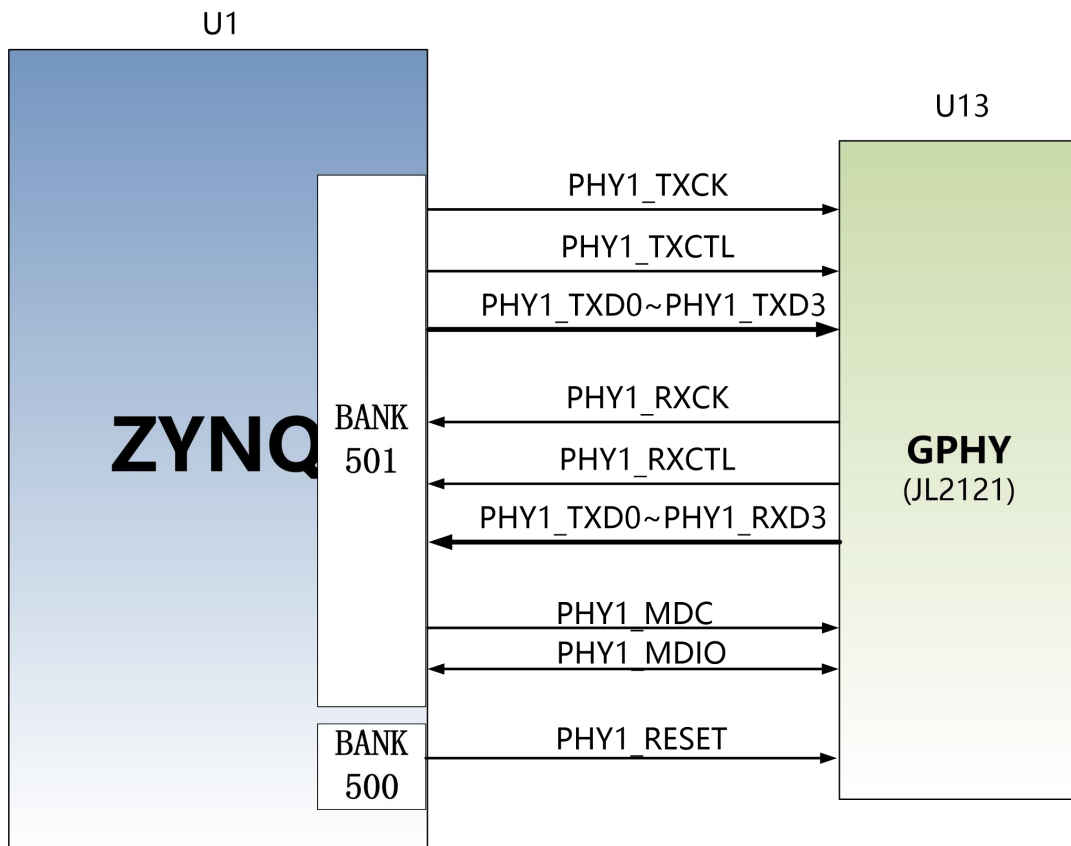 U1
U13
PHY1_TXCK
PHY1_TXCTL
PHY1_TXD0~PHY1_TXD3
PHY1_RXCK
PHY1_RXCTL
PHY1_TXD0~PHY1_RXD3
PHY1_MDC
PHY1_MDIO
PHY1_RESET
ZYNQ
BANK
501
BANK
500
GPHY
(JL2121)